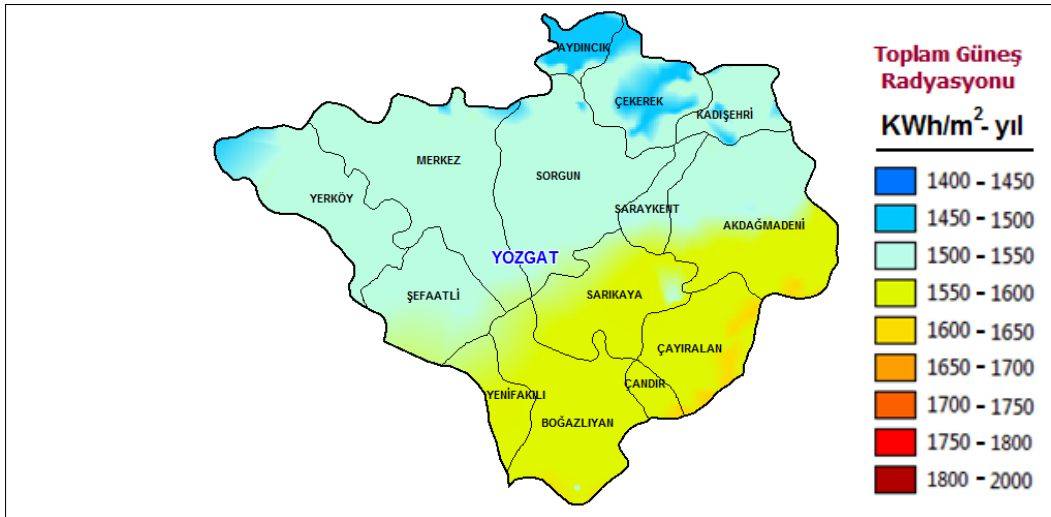 AYDINCIK
ÇEKEREK
KADIŞEHRİ
MERKEZ
SORGUN
YERKÖY
SARAYKENT
AKDAĞMADENİ
YOZGAT
ŞEFAATLİ
SARIKAYA
ÇAYIRALAN
ÇANDIR
YENİFAKILI
BOĞAZLIYAN
Toplam Güneş
Radyasyonu
KWh/m²- yıl
1400 - 1450
1450 - 1500
1500 - 1550
1550 - 1600
1600 - 1650
1650 - 1700
1700 - 1750
1750 - 1800
1800 - 2000